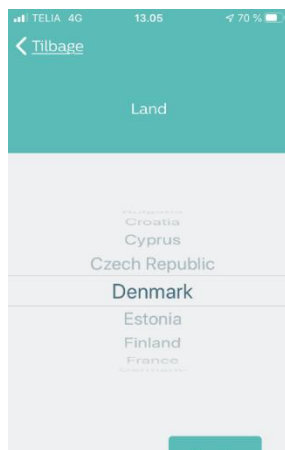 TELIA 4G 13.05 70 %
Tilbage
Land
Croatia
Cyprus
Czech Republic
Denmark
Estonia
Finland
France